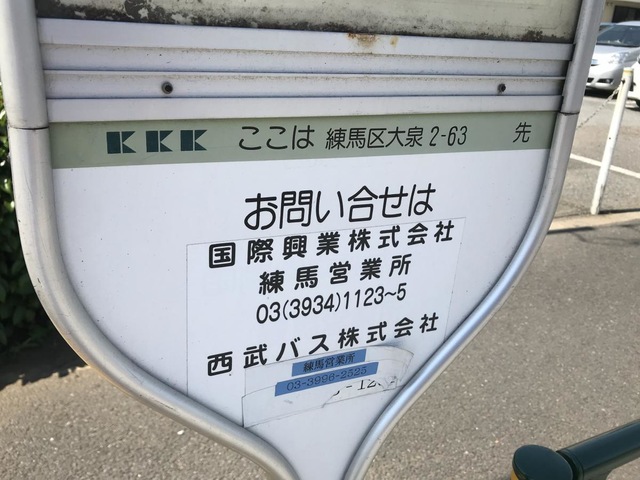 KKK ここは 練馬区大泉 2-63 先
お問い合せは
国際興業株式会社
練馬営業所
03(3934)1123~5
西武バス株式会社
練馬営業所
03-3996-2525